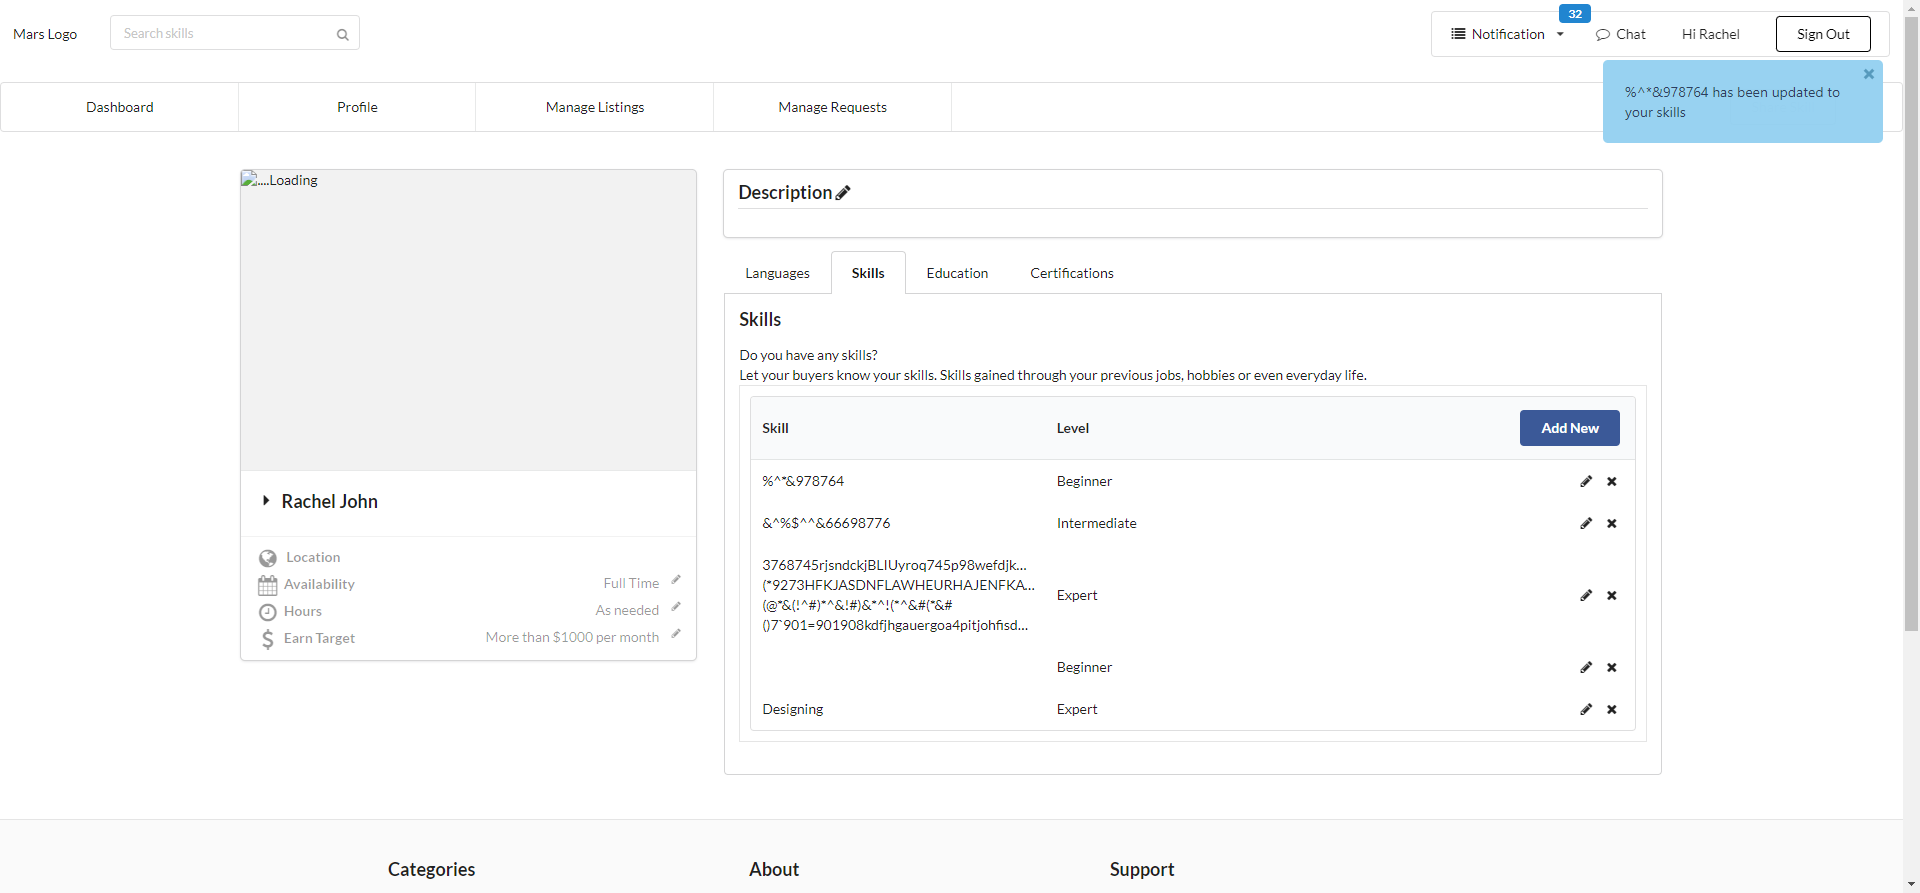 Mars Logo
Search skills
32
Notification
Chat
Hi Rachel
Sign Out
Dashboard
Profile
Manage Listings
Manage Requests
%^*&978764 has been updated to
your skills
....Loading
Rachel John
Location
Availability
Full Time
Hours
As needed
Earn Target
More than $1000 per month
Description
Languages
Skills
Education
Certifications
Skills
Do you have any skills?
Let your buyers know your skills. Skills gained through your previous jobs, hobbies or even everyday life.
Skill
Level
Add New
%^*&978764
Beginner
&^%$^^&66698776
Intermediate
3768745rjsndckjBLIUyroq745p98wefdjk...
(*9273HFKJASDNFLAWHEURHAJENFKA...
(@*&(!^#)*^&!#)&*^!(*^&#(*&#
()7`901=901908kdfjhgauergoa4pitjohfisd...
Expert
Beginner
Designing
Expert
Categories
About
Support